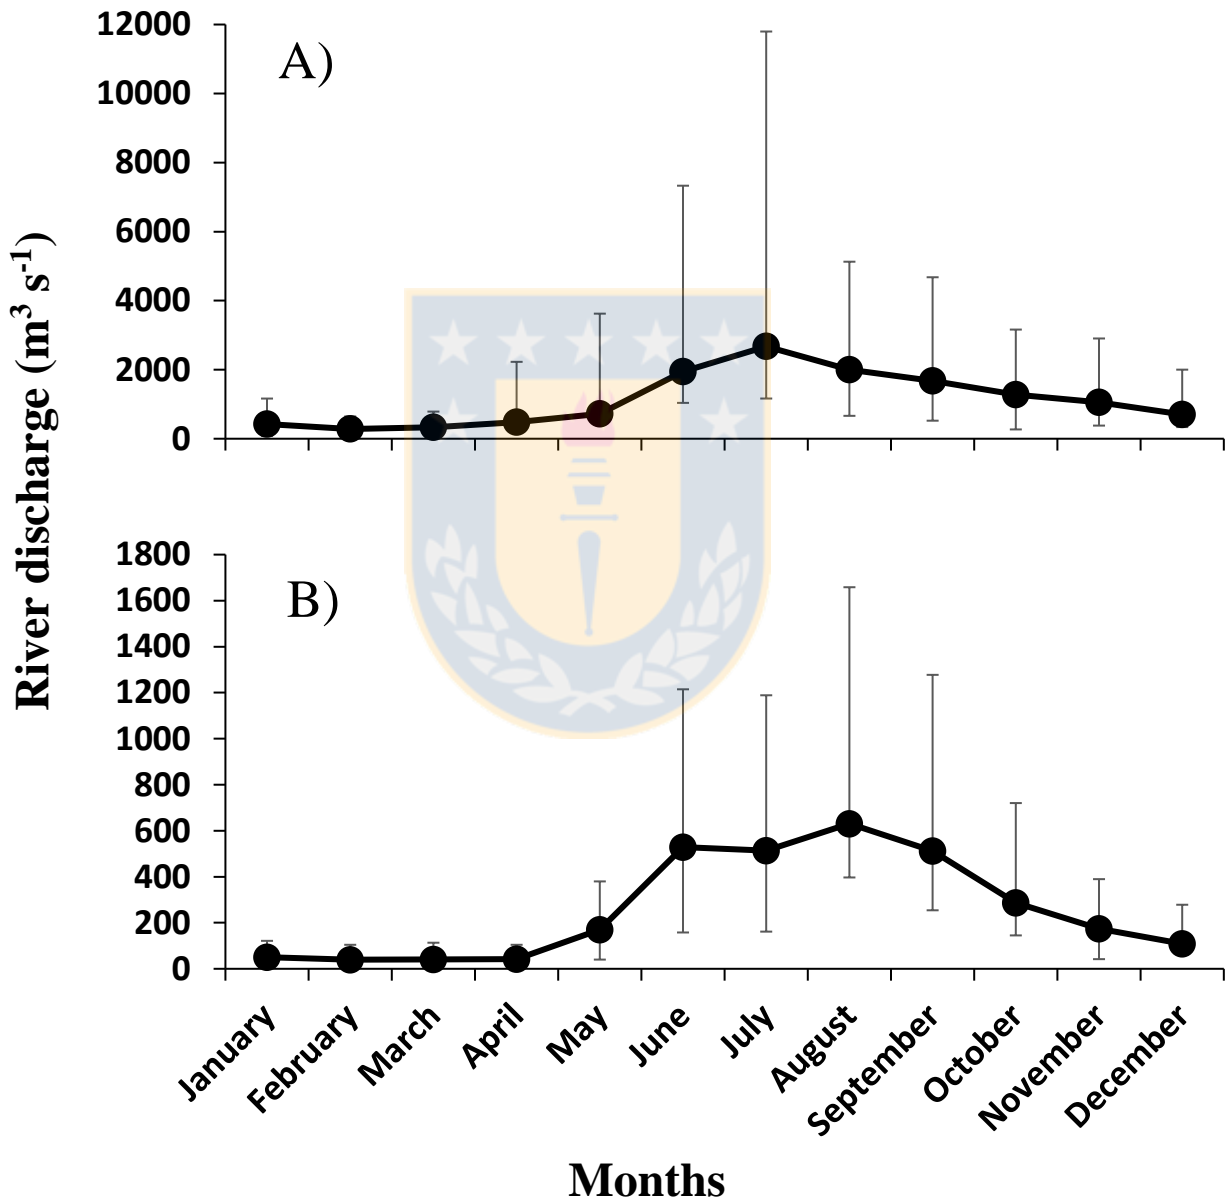 A)
12000
10000
8000
6000
4000
2000
0
River discharge (m³ s⁻¹)
B)
1800
1600
1400
1200
1000
800
600
400
200
0
January
February
March
April
May
June
July
August
September
October
November
December
Months